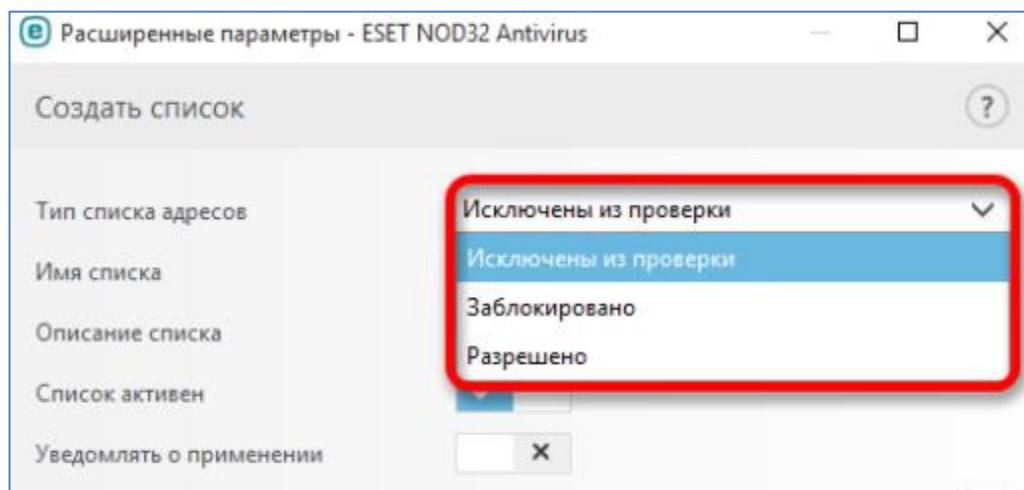 Расширенные параметры - ESET NOD32 Antivirus
Создать список
?
Тип списка адресов
Исключены из проверки
Исключены из проверки
Имя списка
Заблокировано
Описание списка
Разрешено
Список активен
Уведомлять о применении